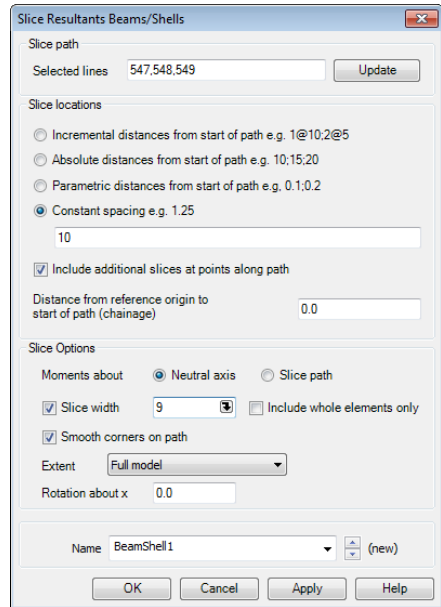 Slice Resultants Beams/Shells
Slice path
Selected lines 547,548,549 Update
Slice locations
Incremental distances from start of path e.g. 1@10;2@5
Absolute distances from start of path e.g. 10;15;20
Parametric distances from start of path e.g, 0.1;0.2
Constant spacing e.g. 1.25
10
Include additional slices at points along path
Distance from reference origin to
start of path (chainage) 0.0
Slice Options
Moments about Neutral axis Slice path
Slice width 9 Include whole elements only
Smooth corners on path
Extent Full model
Rotation about x 0.0
Name BeamShell1 (new)
OK Cancel Apply Help